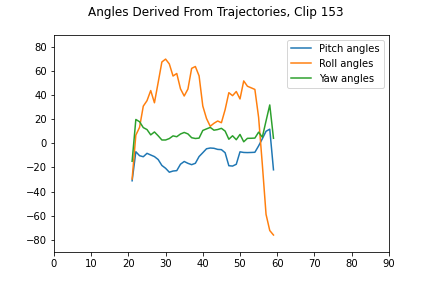 Angles Derived From Trajectories, Clip 153
Pitch angles
Roll angles
Yaw angles
80
60
40
20
0
−20
−40
−60
−80
0 10 20 30 40 50 60 70 80 90